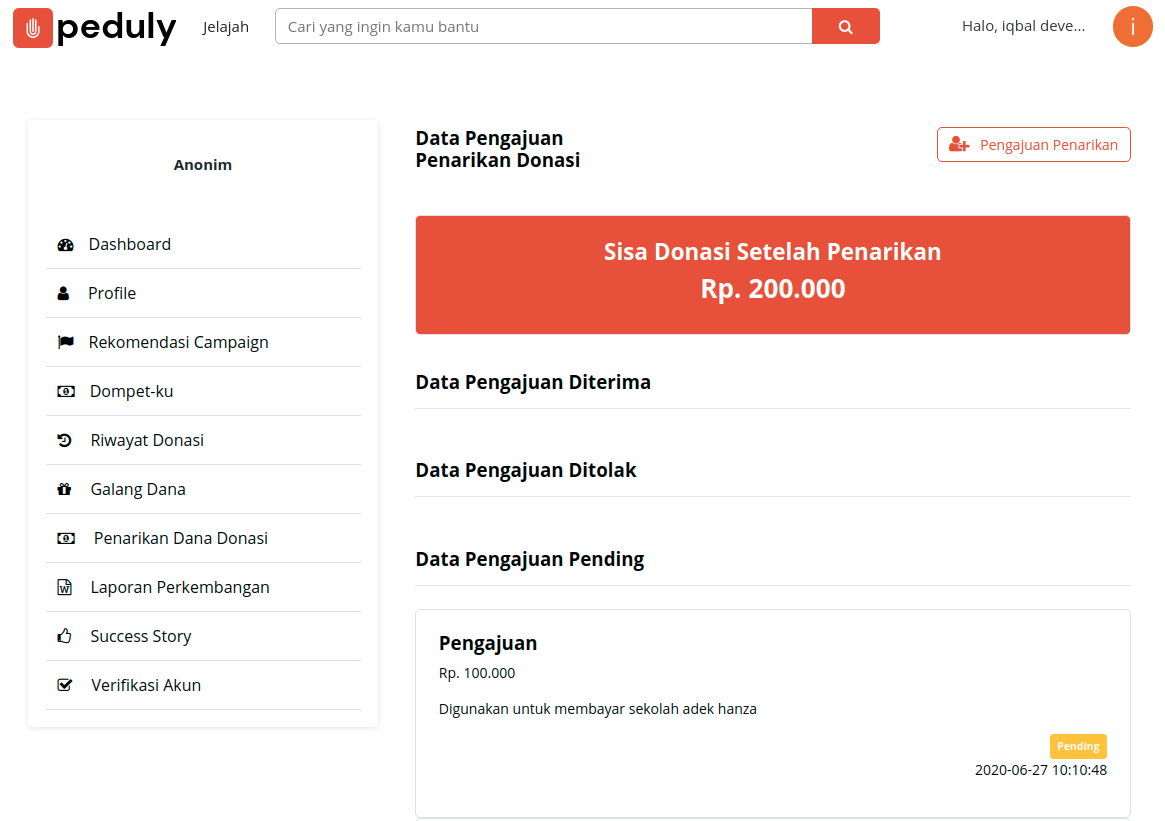 peduly
Jelajah
Cari yang ingin kamu bantu
Halo, iqbal deve...
i
Anonim
Dashboard
Profile
Rekomendasi Campaign
Dompet-ku
Riwayat Donasi
Galang Dana
Penarikan Dana Donasi
Laporan Perkembangan
Success Story
Verifikasi Akun
Data Pengajuan
Penarikan Donasi
Pengajuan Penarikan
Sisa Donasi Setelah Penarikan
Rp. 200.000
Data Pengajuan Diterima
Data Pengajuan Ditolak
Data Pengajuan Pending
Pengajuan
Rp. 100.000
Digunakan untuk membayar sekolah adek hanza
Pending
2020-06-27 10:10:48